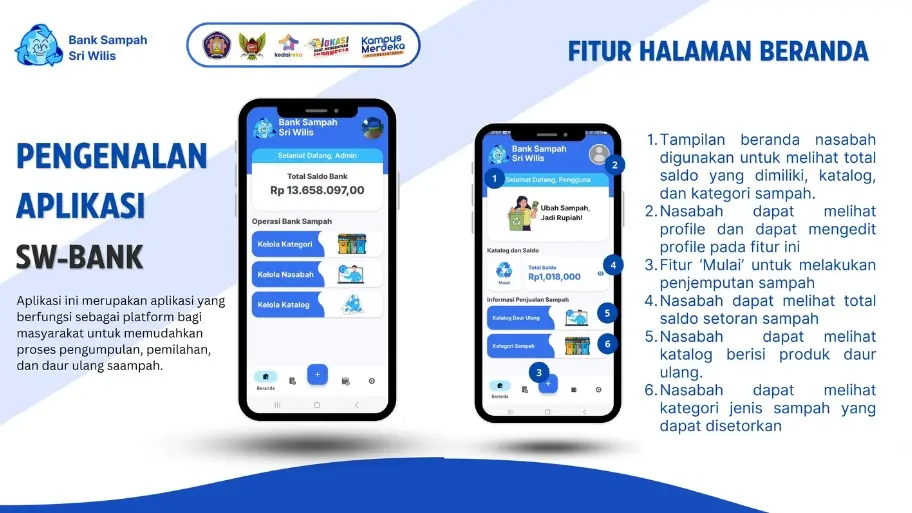 Bank Sampah
Sri Wilis
kedaireka
LOKASI
INDONESIA
Kampus
Merdeka
INDONESIA JAYA
FITUR HALAMAN BERANDA
PENGENALAN
APLIKASI
SW-BANK
Aplikasi ini merupakan aplikasi yang
berfungsi sebagai platform bagi
masyarakat untuk memudahkan
proses pengumpulan, pemilahan,
dan daur ulang saampah.
Bank Sampah
Sri Wilis
Selamat Datang, Admin
Total Saldo Bank
Rp 13.658.097,00
Operasi Bank Sampah
Kelola Kategori
Kelola Nasabah
Kelola Katalog
Beranda
Bank Sampah
Sri Wilis
2
1
Selamat Datang, Pengguna
Ubah Sampah,
Jadi Rupiah!
Katalog dan Saldo
4
Mulai
Total Saldo
Rp1,018,000
Informasi Penjualan Sampah
Katalog Daur Ulang
5
Kategori Sampah
6
3
Beranda
1. Tampilan beranda nasabah
digunakan untuk melihat total
saldo yang dimiliki, katalog,
dan kategori sampah.
2. Nasabah dapat melihat
profile dan dapat mengedit
profile pada fitur ini
3. Fitur ‘Mulai’ untuk melakukan
penjemputan sampah
4. Nasabah dapat melihat total
saldo setoran sampah
5. Nasabah dapat melihat
katalog berisi produk daur
ulang.
6. Nasabah dapat melihat
kategori jenis sampah yang
dapat disetorkan